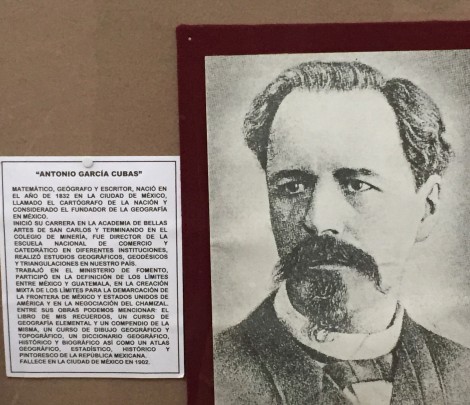 "ANTONIO GARCÍA CUBAS"
MATEMÁTICO, GEÓGRAFO Y ESCRITOR, NACIÓ EN
EL AÑO DE 1832 EN LA CIUDAD DE MÉXICO,
LLAMADO EL CARTÓGRAFO DE LA NACIÓN Y
CONSIDERADO EL FUNDADOR DE LA GEOGRAFÍA
EN MÉXICO.
INICIÓ SU CARRERA EN LA ACADEMIA DE BELLAS
ARTES DE SAN CARLOS Y TERMINANDO EN EL
COLEGIO DE MINERÍA, FUE DIRECTOR DE LA
ESCUELA NACIONAL DE COMERCIO Y
CATEDRÁTICO EN DIFERENTES INSTITUCIONES,
REALIZÓ ESTUDIOS GEOGRÁFICOS, GEODÉSICOS
Y TRIANGULACIONES EN NUESTRO PAÍS.
TRABAJÓ EN EL MINISTERIO DE FOMENTO,
PARTICIPÓ EN LA DEFINICIÓN DE LOS LÍMITES
ENTRE MÉXICO Y GUATEMALA, EN LA CREACIÓN
MIXTA DE LOS LÍMITES PARA LA DEMARCACIÓN DE
LA FRONTERA DE MÉXICO Y ESTADOS UNIDOS DE
AMÉRICA Y EN LA NEGOCIACIÓN DEL CHAMIZAL.
ENTRE SUS OBRAS PODEMOS MENCIONAR: EL
LIBRO DE MIS RECUERDOS, UN CURSO DE
GEOGRAFÍA ELEMENTAL Y UN COMPENDIO DE LA
MISMA, UN CURSO DE DIBUJO GEOGRÁFICO Y
TOPOGRÁFICO, UN DICCIONARIO GEOGRÁFICO,
HISTÓRICO Y BIOGRÁFICO ASÍ COMO UN ATLAS
GEOGRÁFICO, ESTADÍSTICO, HISTÓRICO Y
PINTORESCO DE LA REPÚBLICA MEXICANA.
FALLECE EN LA CIUDAD DE MÉXICO EN 1902.